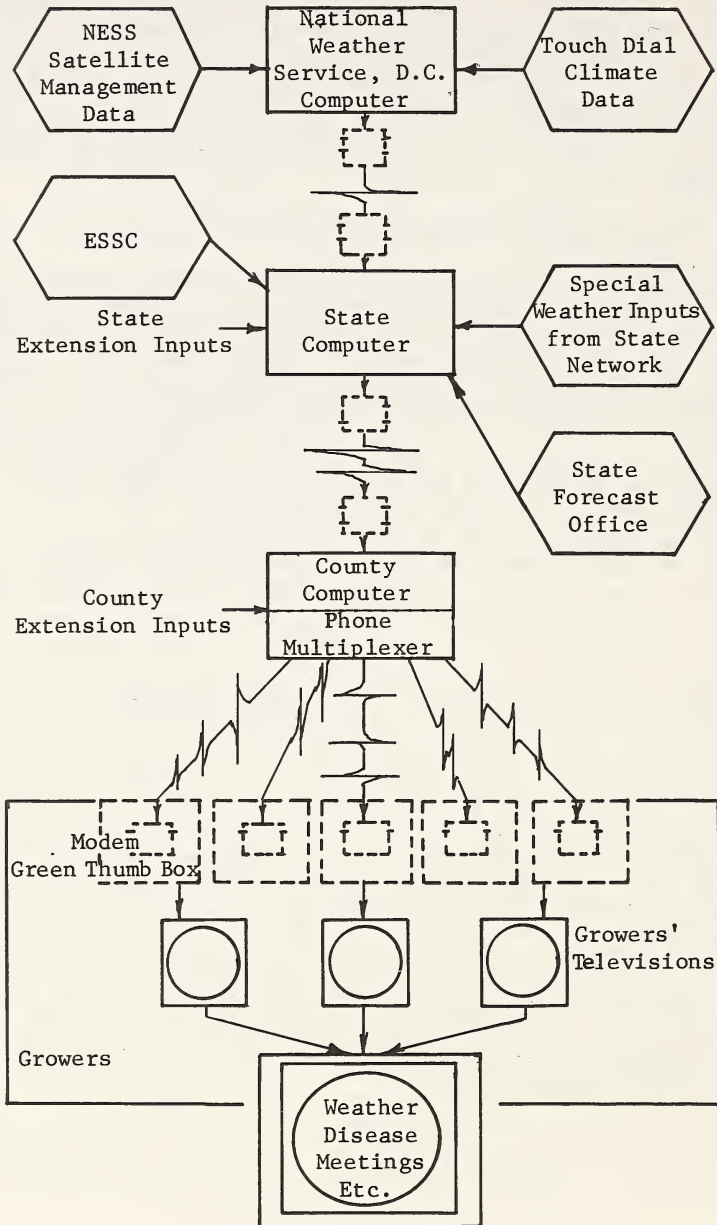 NESS
Satellite
Management
Data
National
Weather
Service, D.C.
Computer
Touch Dial
Climate
Data
ESSC
State
Extension Inputs
State
Computer
Special
Weather Inputs
from State
Network
State
Forecast
Office
County
Extension Inputs
County
Computer
Phone
Multiplexer
Modem
Green Thumb Box
Growers'
Televisions
Growers
Weather
Disease
Meetings
Etc.